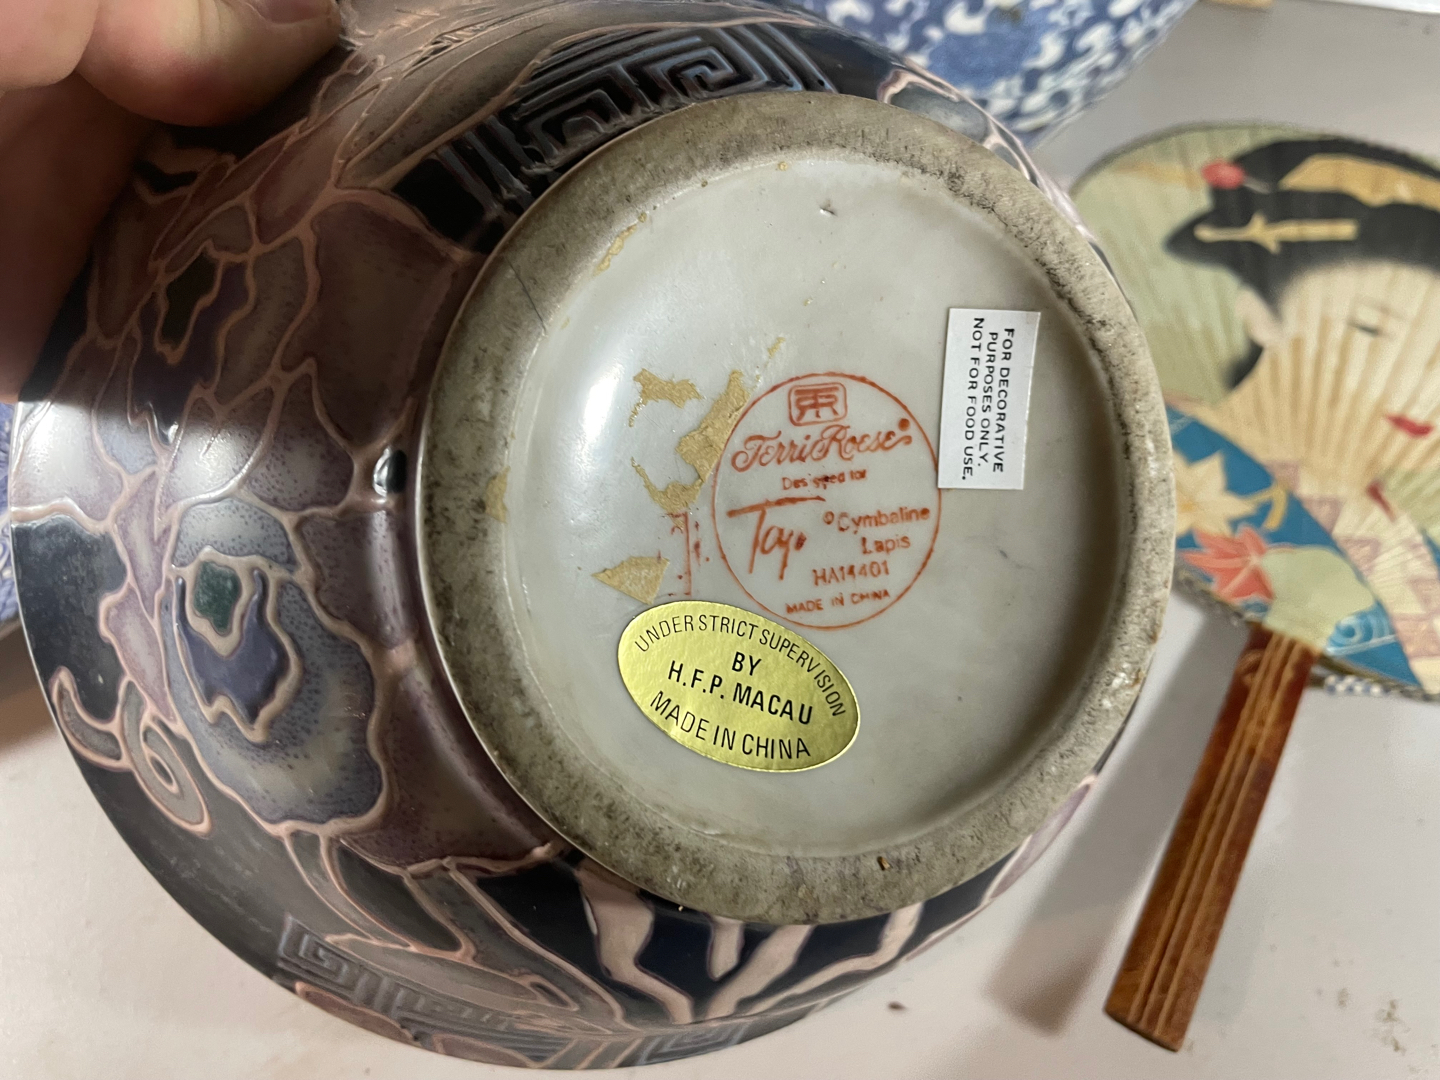 Terri Roese
Designed for
Toyo
©Cymbaline
Lapis
HA14401
MADE IN CHINA
FOR DECORATIVE
PURPOSES ONLY.
NOT FOR FOOD USE.
UNDER STRICT SUPERVISION
BY
H.F.P. MACAU
MADE IN CHINA